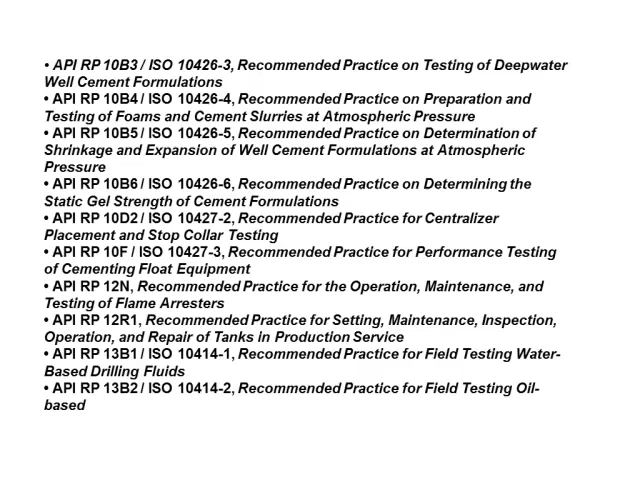 • API RP 10B3 / ISO 10426-3, Recommended Practice on Testing of Deepwater
Well Cement Formulations
• API RP 10B4 / ISO 10426-4, Recommended Practice on Preparation and
Testing of Foams and Cement Slurries at Atmospheric Pressure
• API RP 10B5 / ISO 10426-5, Recommended Practice on Determination of
Shrinkage and Expansion of Well Cement Formulations at Atmospheric
Pressure
• API RP 10B6 / ISO 10426-6, Recommended Practice on Determining the
Static Gel Strength of Cement Formulations
• API RP 10D2 / ISO 10427-2, Recommended Practice for Centralizer
Placement and Stop Collar Testing
• API RP 10F / ISO 10427-3, Recommended Practice for Performance Testing
of Cementing Float Equipment
• API RP 12N, Recommended Practice for the Operation, Maintenance, and
Testing of Flame Arresters
• API RP 12R1, Recommended Practice for Setting, Maintenance, Inspection,
Operation, and Repair of Tanks in Production Service
• API RP 13B1 / ISO 10414-1, Recommended Practice for Field Testing Water-
Based Drilling Fluids
• API RP 13B2 / ISO 10414-2, Recommended Practice for Field Testing Oil-
based